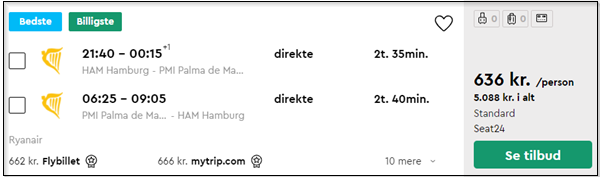 Bedste Billigste
21:40 – 00:15+1 direkte 2t. 35min.
HAM Hamburg - PMI Palma de Ma...
06:25 – 09:05 direkte 2t. 40min.
PMI Palma de Ma... - HAM Hamburg
Ryanair
662 kr. Flybillet 666 kr. mytrip.com 10 mere
0 0
636 kr. /person
5.088 kr. i alt
Standard
Seat24
Se tilbud